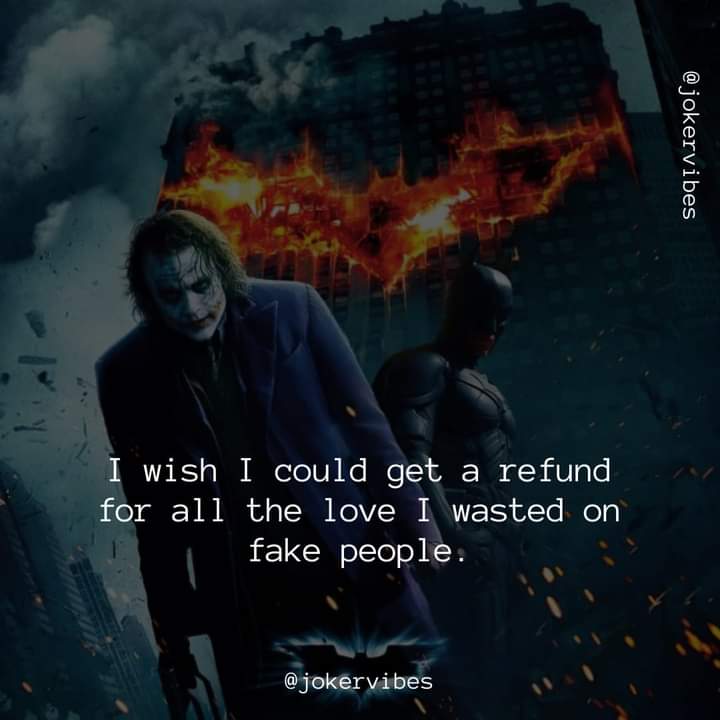 @jokervibes
I wish I could get a refund
for all the love I wasted on
fake people.
@jokervibes